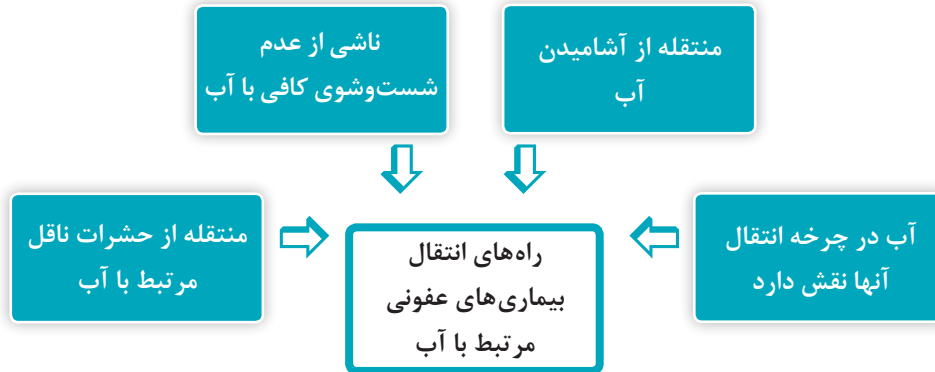 منتقله از آشامیدن
آب
ناشی از عدم
شست‌وشوی کافی با آب
آب در چرخه انتقال
آنها نقش دارد
راه‌های انتقال
بیماری‌های عفونی
مرتبط با آب
منتقله از حشرات ناقل
مرتبط با آب